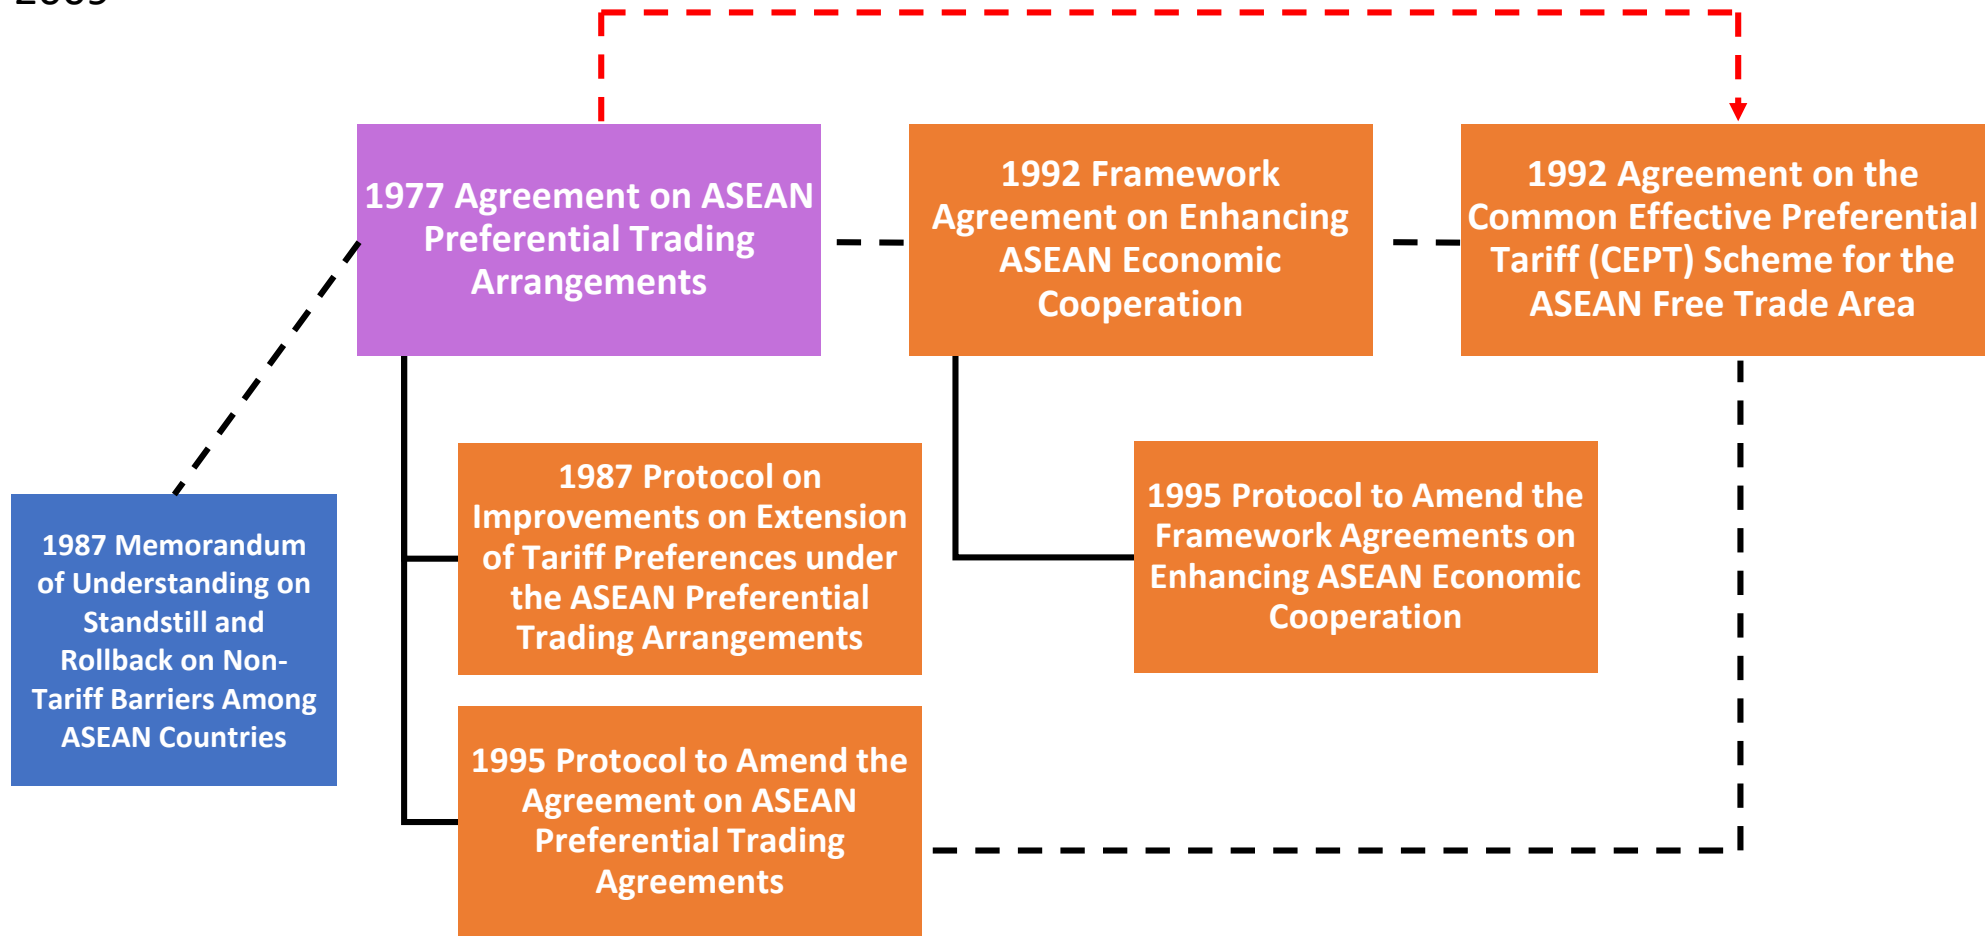 1977 Agreement on ASEAN
Preferential Trading
Arrangements
1992 Framework
Agreement on Enhancing
ASEAN Economic
Cooperation
1992 Agreement on the
Common Effective Preferential
Tariff (CEPT) Scheme for the
ASEAN Free Trade Area
1987 Memorandum
of Understanding on
Standstill and
Rollback on Non-
Tariff Barriers Among
ASEAN Countries
1987 Protocol on
Improvements on Extension
of Tariff Preferences under
the ASEAN Preferential
Trading Arrangements
1995 Protocol to Amend the
Framework Agreements on
Enhancing ASEAN Economic
Cooperation
1995 Protocol to Amend the
Agreement on ASEAN
Preferential Trading
Agreements